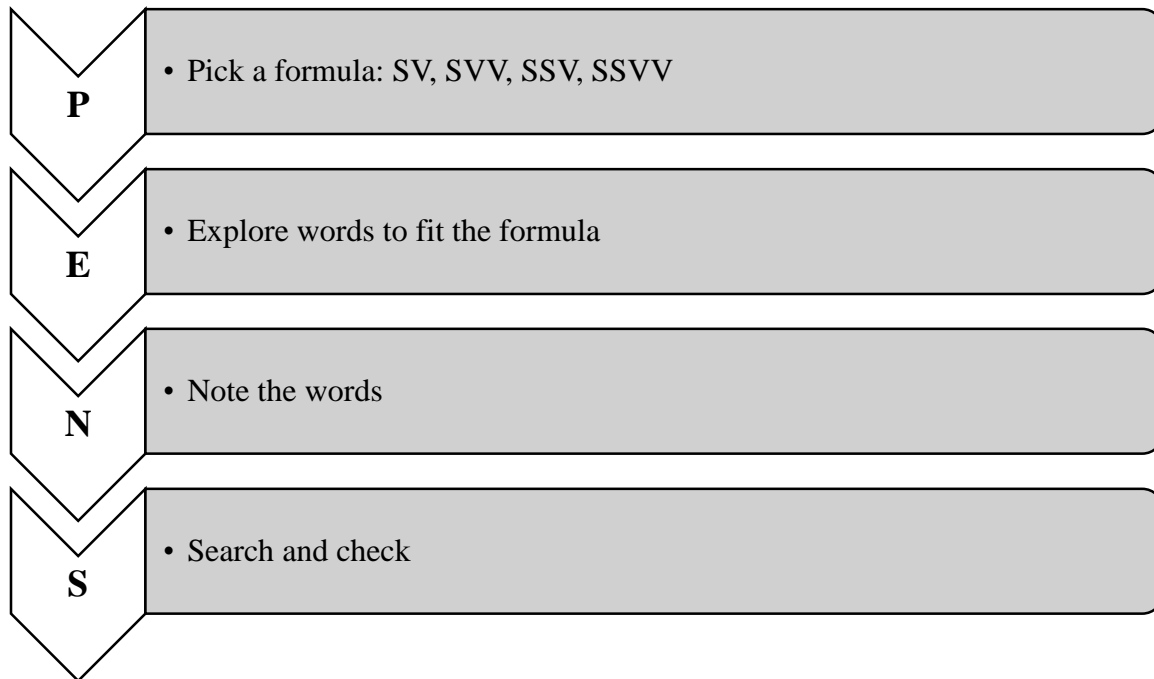 P
• Pick a formula: SV, SVV, SSV, SSVV
E
• Explore words to fit the formula
N
• Note the words
S
• Search and check